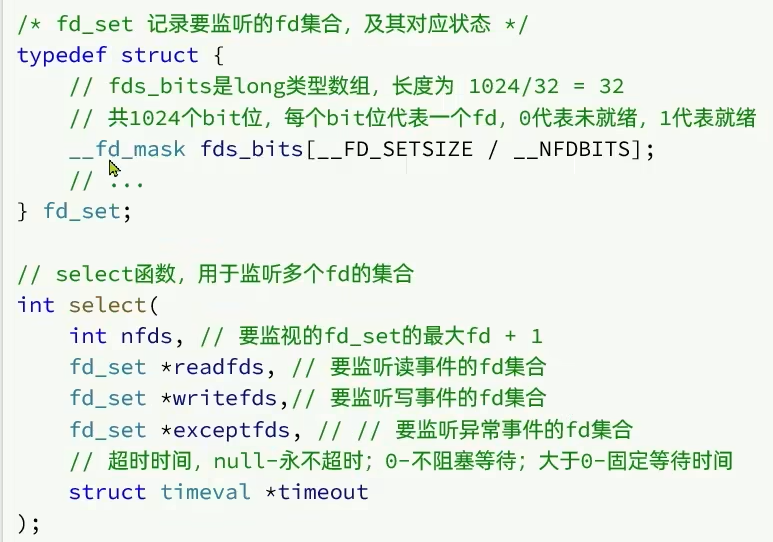 /* fd_set 记录要监听的fd集合，及其对应状态 */
typedef struct {
    // fds_bits是long类型数组，长度为 1024/32 = 32
    // 共1024个bit位，每个bit位代表一个fd，0代表未就绪，1代表就绪
    __fd_mask fds_bits[__FD_SETSIZE / __NFDBITS];
    // ...
} fd_set;

// select函数，用于监听多个fd的集合
int select(
    int nfds, // 要监视的fd_set的最大fd + 1
    fd_set *readfds, // 要监听读事件的fd集合
    fd_set *writefds,// 要监听写事件的fd集合
    fd_set *exceptfds, // // 要监听异常事件的fd集合
    // 超时时间，null-永不超时；0-不阻塞等待；大于0-固定等待时间
    struct timeval *timeout
);